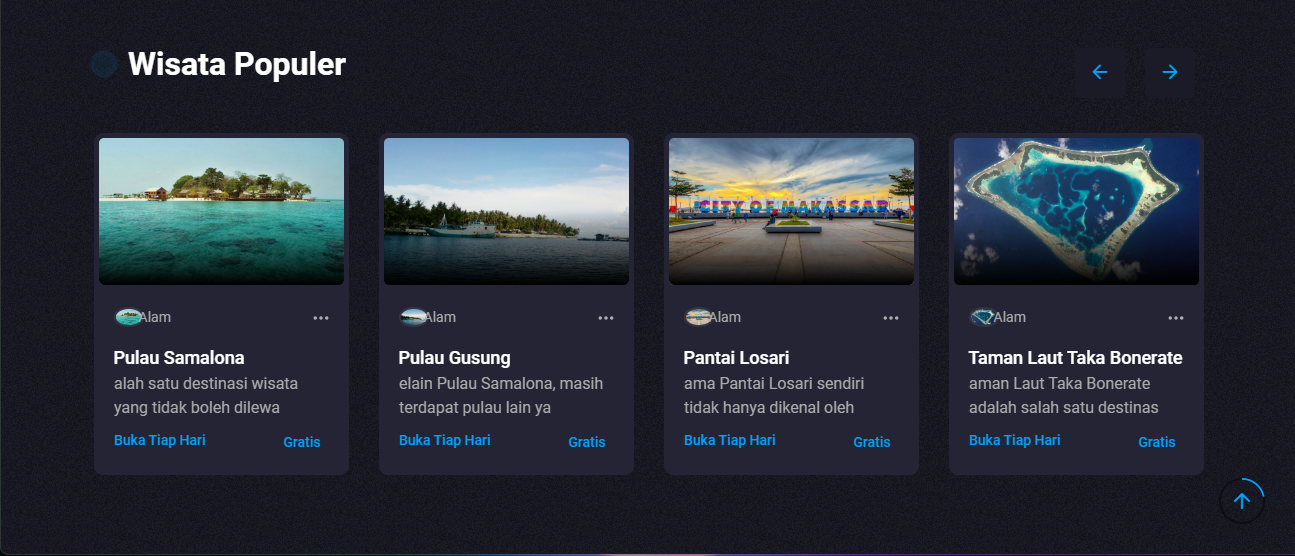 Wisata Populer
CITY OF MAKASSAR
Alam
Pulau Samalona
alah satu destinasi wisata
yang tidak boleh dilewa
Buka Tiap Hari
Gratis
Alam
Pulau Gusung
elain Pulau Samalona, masih
terdapat pulau lain ya
Buka Tiap Hari
Gratis
Alam
Pantai Losari
ama Pantai Losari sendiri
tidak hanya dikenal oleh
Buka Tiap Hari
Gratis
Alam
Taman Laut Taka Bonerate
aman Laut Taka Bonerate
adalah salah satu destinas
Buka Tiap Hari
Gratis